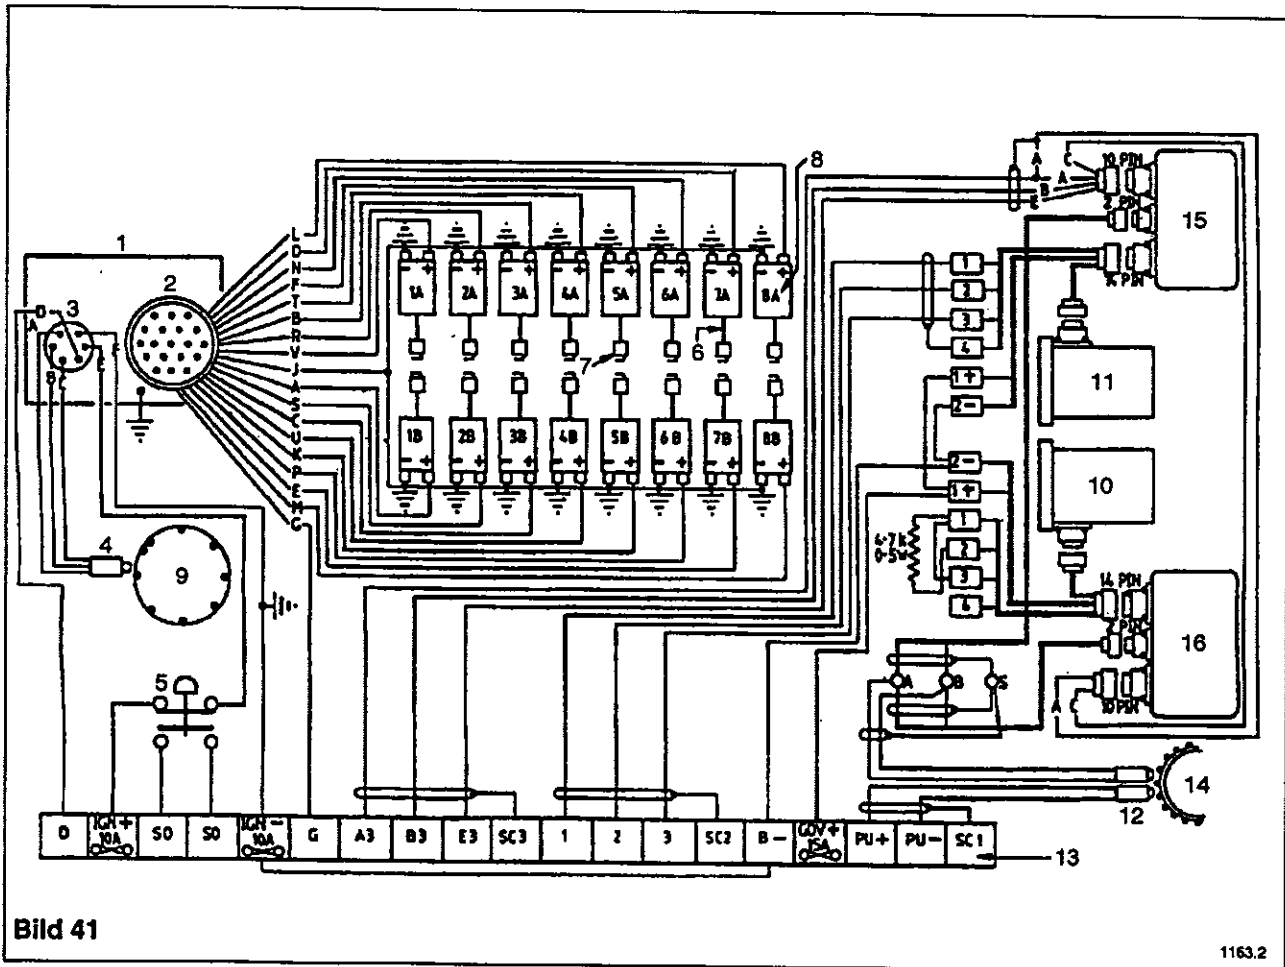 1
2
3
D
A
B
C
E
F
L
D
N
F
T
B
R
V
J
A
S
C
U
K
P
E
M
G
1A
2A
3A
4A
5A
6A
7A
8A
8
7
6
1B
2B
3B
4B
5B
6B
7B
8B
4
9
5
A
C
10 PIN
A
B
E
2 PIN
14 PIN
15
1
2
3
4
1+
2-
11
2-
1+
10
4-7k
0-5W
1
2
3
4
14 PIN
2 PIN
16
10 PIN
A
C
A
B
S
14
12
D
IGN +
10A
SO
SO
IGN -
10A
G
A3
B3
E3
SC3
1
2
3
SC2
B -
GOV+
15A
PU+
PU-
SC1
13
Bild 41
1163.2